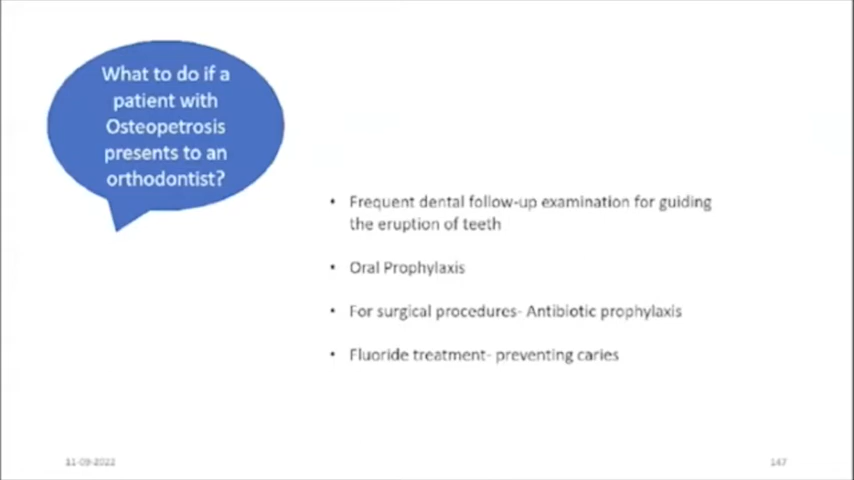 What to do if a
patient with
Osteopetrosis
presents to an
orthodontist?
• Frequent dental follow-up examination for guiding
the eruption of teeth
• Oral Prophylaxis
• For surgical procedures- Antibiotic prophylaxis
• Fluoride treatment- preventing caries
11-09-2022
147